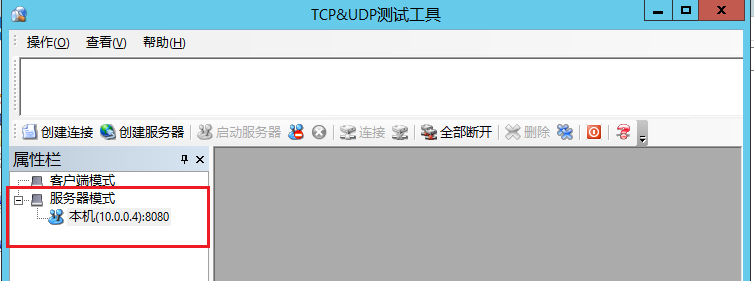 TCP&UDP测试工具
操作(O) 查看(V) 帮助(H)
创建连接 创建服务器 启动服务器 连接 全部断开 删除
属性栏
客户端模式
服务器模式
本机(10.0.0.4):8080